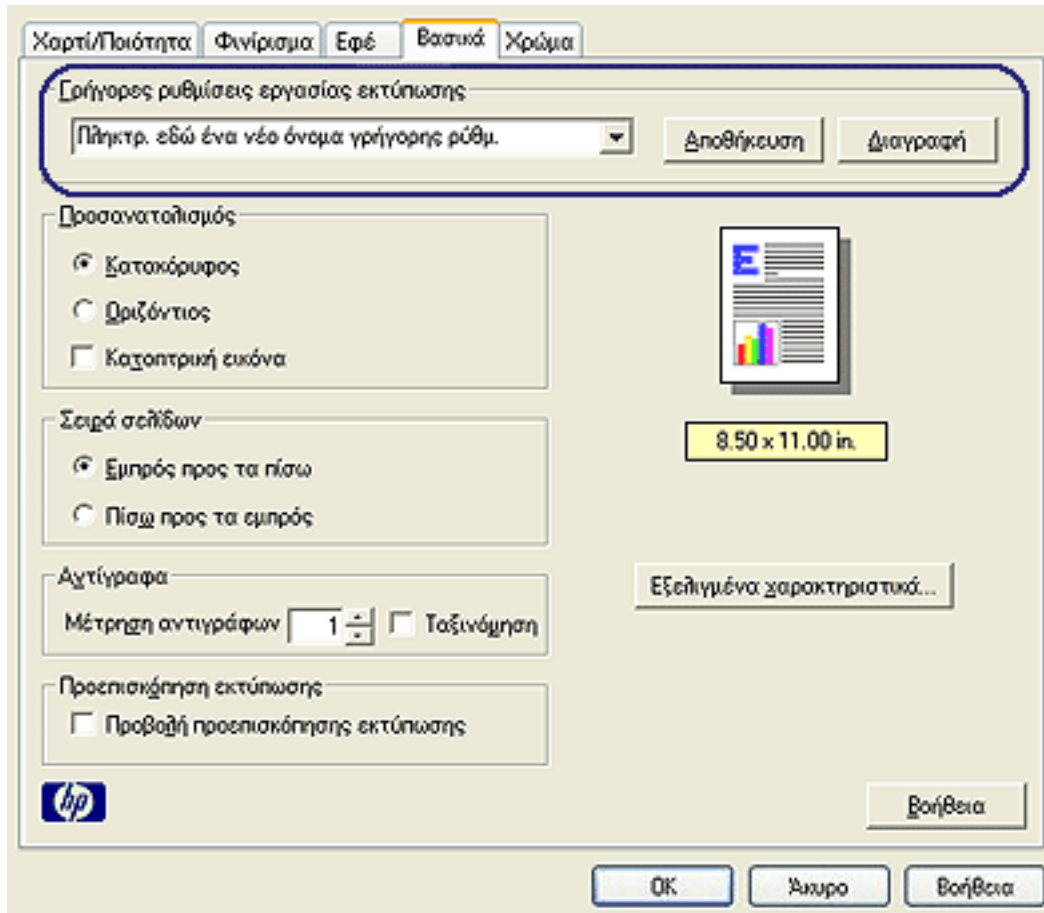 Χαρτί/Ποιότητα Φινίρισμα Εφέ Βασικά Χρώμα
Γρήγορες ρυθμίσεις εργασίας εκτύπωσης
Πληκτρ. εδώ ένα νέο όνομα γρήγορης ρύθμ. Αποθήκευση Διαγραφή
Προσανατολισμός
Κατακόρυφος
Οριζόντιος
Κατοπτρική εικόνα
E
8.50 x 11.00 in.
Σειρά σελίδων
Εμπρός προς τα πίσω
Πίσω προς τα εμπρός
Αντίγραφα
Μέτρηση αντιγράφων 1 Ταξινόμηση
Εξελιγμένα χαρακτηριστικά...
Προεπισκόπηση εκτύπωσης
Προβολή προεπισκόπησης εκτύπωσης
hp
Βοήθεια
OK Άκυρο Βοήθεια